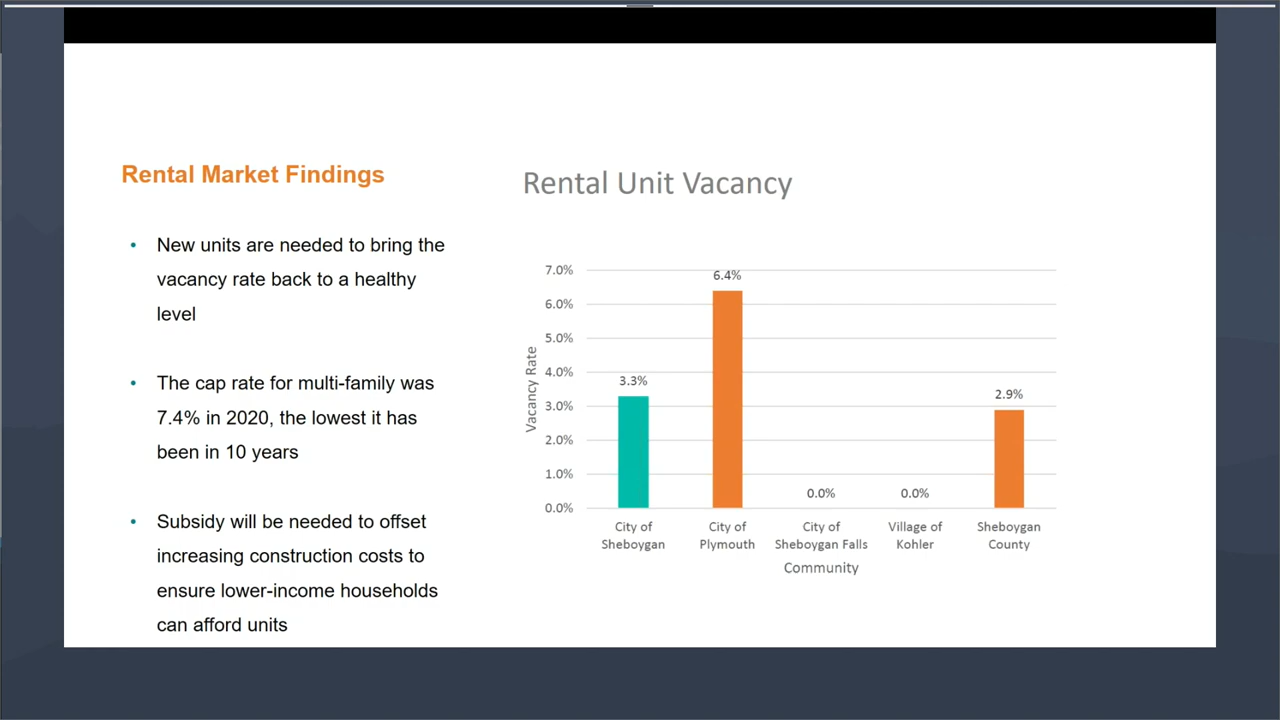 Rental Market Findings
• New units are needed to bring the
vacancy rate back to a healthy
level
• The cap rate for multi-family was
7.4% in 2020, the lowest it has
been in 10 years
• Subsidy will be needed to offset
increasing construction costs to
ensure lower-income households
can afford units
Rental Unit Vacancy
Vacancy Rate
7.0%
6.0%
5.0%
4.0%
3.0%
2.0%
1.0%
0.0%
3.3%
6.4%
0.0%
0.0%
2.9%
City of
Sheboygan
City of
Plymouth
City of
Sheboygan Falls
Village of
Kohler
Sheboygan
County
Community